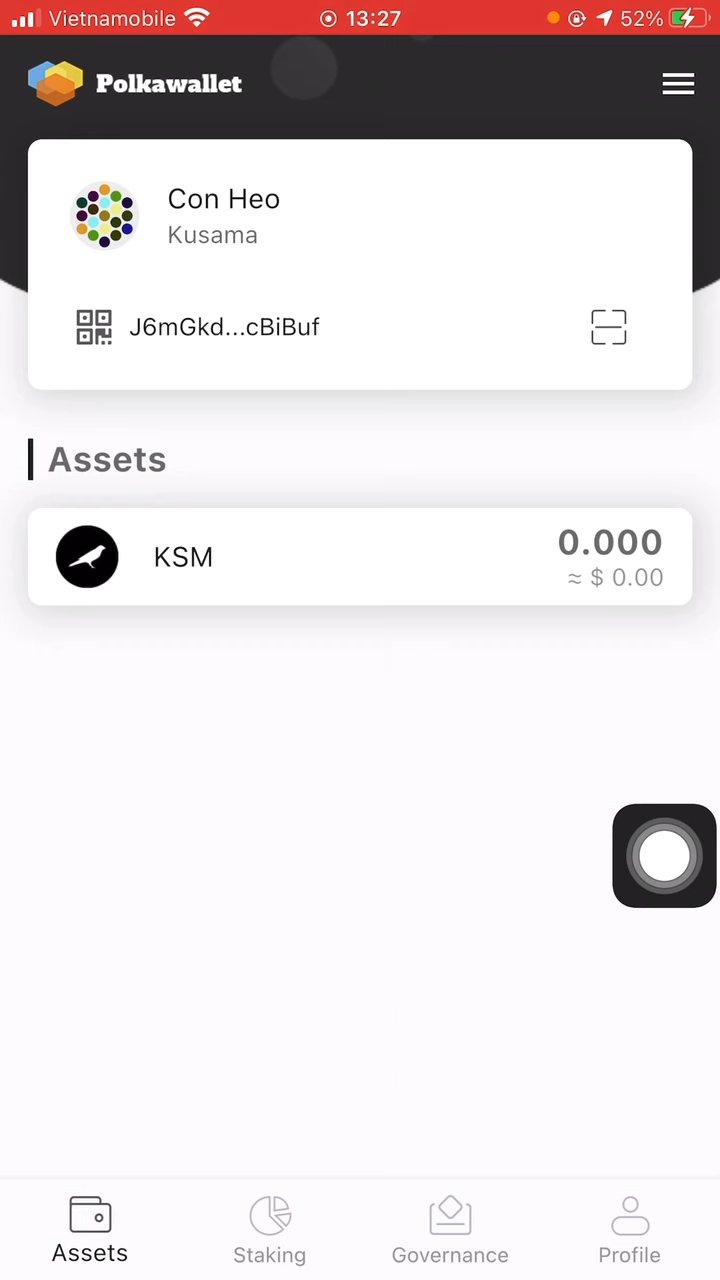 Vietnamobile 13:27 52%
Polkawallet
Con Heo
Kusama
J6mGkd...cBiBuf
Assets
KSM
0.000
≈ $ 0.00
Assets Staking Governance Profile